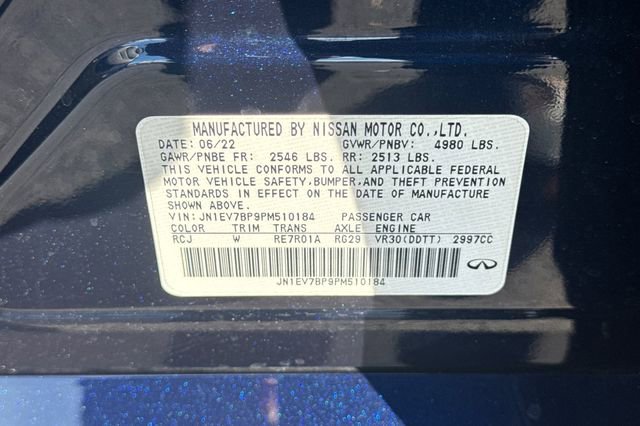 MANUFACTURED BY NISSAN MOTOR CO.,LTD.
DATE: 06/22 GVWR/PNBV: 4980 LBS.
GAWR/PNBE FR: 2546 LBS. RR: 2513 LBS.
THIS VEHICLE CONFORMS TO ALL APPLICABLE FEDERAL
MOTOR VEHICLE SAFETY, BUMPER, AND THEFT PREVENTION
STANDARDS IN EFFECT ON THE DATE OF MANUFACTURE
SHOWN ABOVE.
VIN: JN1EV7BP9PM510184 PASSENGER CAR
COLOR TRIM TRANS AXLE ENGINE
RCJ W RE7R01A RG29 VR30(DDTT) 2997CC
JN1EV7BP9PM510184